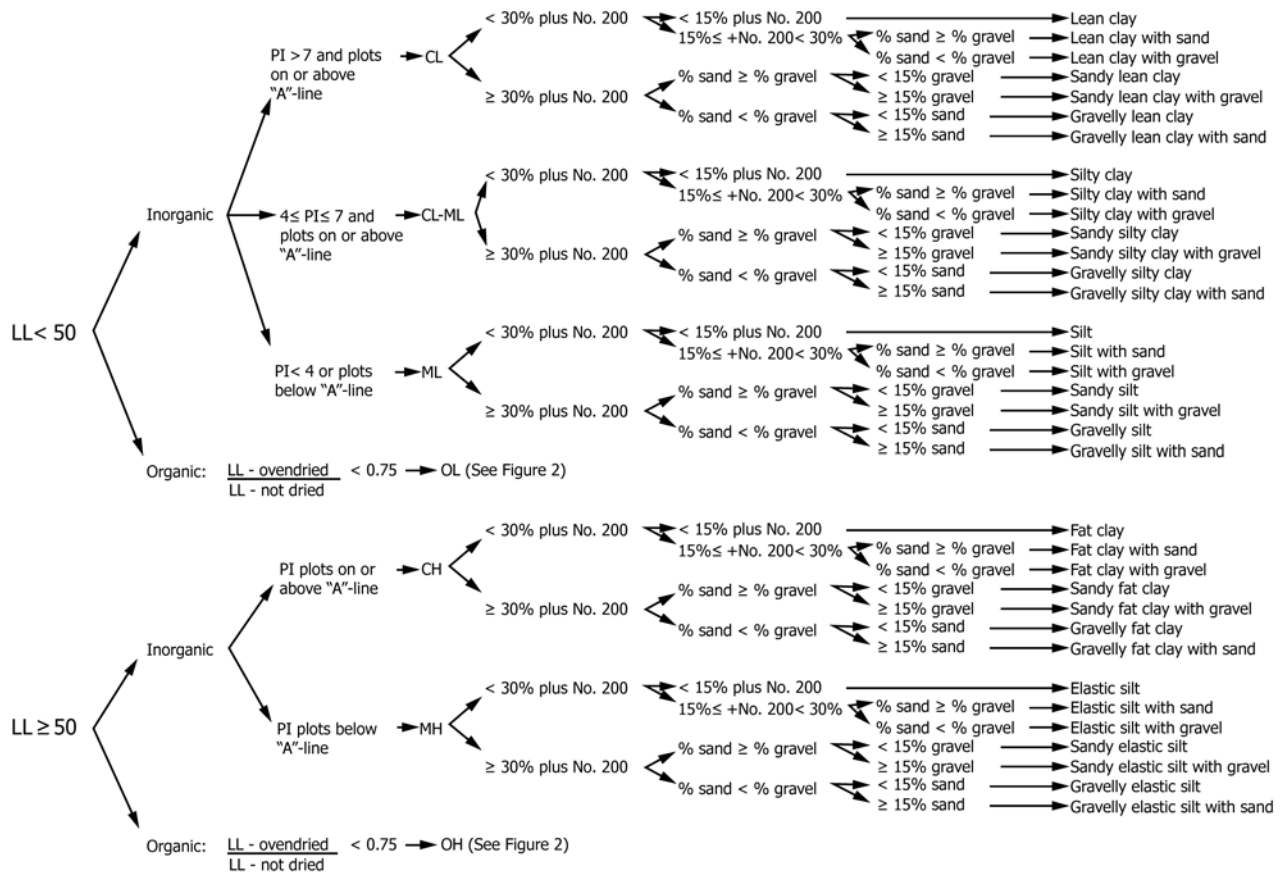 < 30% plus No. 200 < 15% plus No. 200 Lean clay
PI > 7 and plots on or above "A"-line CL 15%≤ +No. 200< 30% % sand ≥ % gravel Lean clay with sand
% sand < % gravel Lean clay with gravel
≥ 30% plus No. 200 % sand ≥ % gravel < 15% gravel Sandy lean clay
≥ 15% gravel Sandy lean clay with gravel
% sand < % gravel < 15% sand Gravelly lean clay
≥ 15% sand Gravelly lean clay with sand
< 30% plus No. 200 < 15% plus No. 200 Silty clay
Inorganic 4≤ PI≤ 7 and plots on or above "A"-line CL-ML 15%≤ +No. 200< 30% % sand ≥ % gravel Silty clay with sand
% sand < % gravel Silty clay with gravel
≥ 30% plus No. 200 % sand ≥ % gravel < 15% gravel Sandy silty clay
≥ 15% gravel Sandy silty clay with gravel
% sand < % gravel < 15% sand Gravelly silty clay
≥ 15% sand Gravelly silty clay with sand
LL< 50
< 30% plus No. 200 < 15% plus No. 200 Silt
PI< 4 or plots below "A"-line ML 15%≤ +No. 200< 30% % sand ≥ % gravel Silt with sand
% sand < % gravel Silt with gravel
≥ 30% plus No. 200 % sand ≥ % gravel < 15% gravel Sandy silt
≥ 15% gravel Sandy silt with gravel
% sand < % gravel < 15% sand Gravelly silt
≥ 15% sand Gravelly silt with sand
Organic: LL - ovendried < 0.75 OL (See Figure 2)
LL - not dried
< 30% plus No. 200 < 15% plus No. 200 Fat clay
PI plots on or above "A"-line CH 15%≤ +No. 200< 30% % sand ≥ % gravel Fat clay with sand
% sand < % gravel Fat clay with gravel
≥ 30% plus No. 200 % sand ≥ % gravel < 15% gravel Sandy fat clay
≥ 15% gravel Sandy fat clay with gravel
% sand < % gravel < 15% sand Gravelly fat clay
≥ 15% sand Gravelly fat clay with sand
Inorganic
< 30% plus No. 200 < 15% plus No. 200 Elastic silt
LL ≥ 50 PI plots below "A"-line MH 15%≤ +No. 200< 30% % sand ≥ % gravel Elastic silt with sand
% sand < % gravel Elastic silt with gravel
≥ 30% plus No. 200 % sand ≥ % gravel < 15% gravel Sandy elastic silt
≥ 15% gravel Sandy elastic silt with gravel
% sand < % gravel < 15% sand Gravelly elastic silt
≥ 15% sand Gravelly elastic silt with sand
Organic: LL - ovendried < 0.75 OH (See Figure 2)
LL - not dried